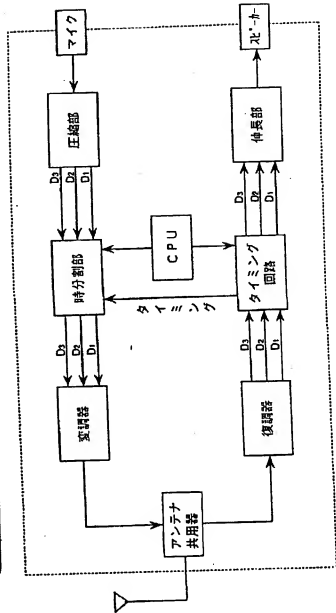 マイク
圧縮部
D3
D2
D1
時分割部
D3
D2
D1
変調器
アンテナ
共用器
CPU
タイミング
復調器
D3
D2
D1
タイミング
回路
D3
D2
D1
伸長部
スピーカー